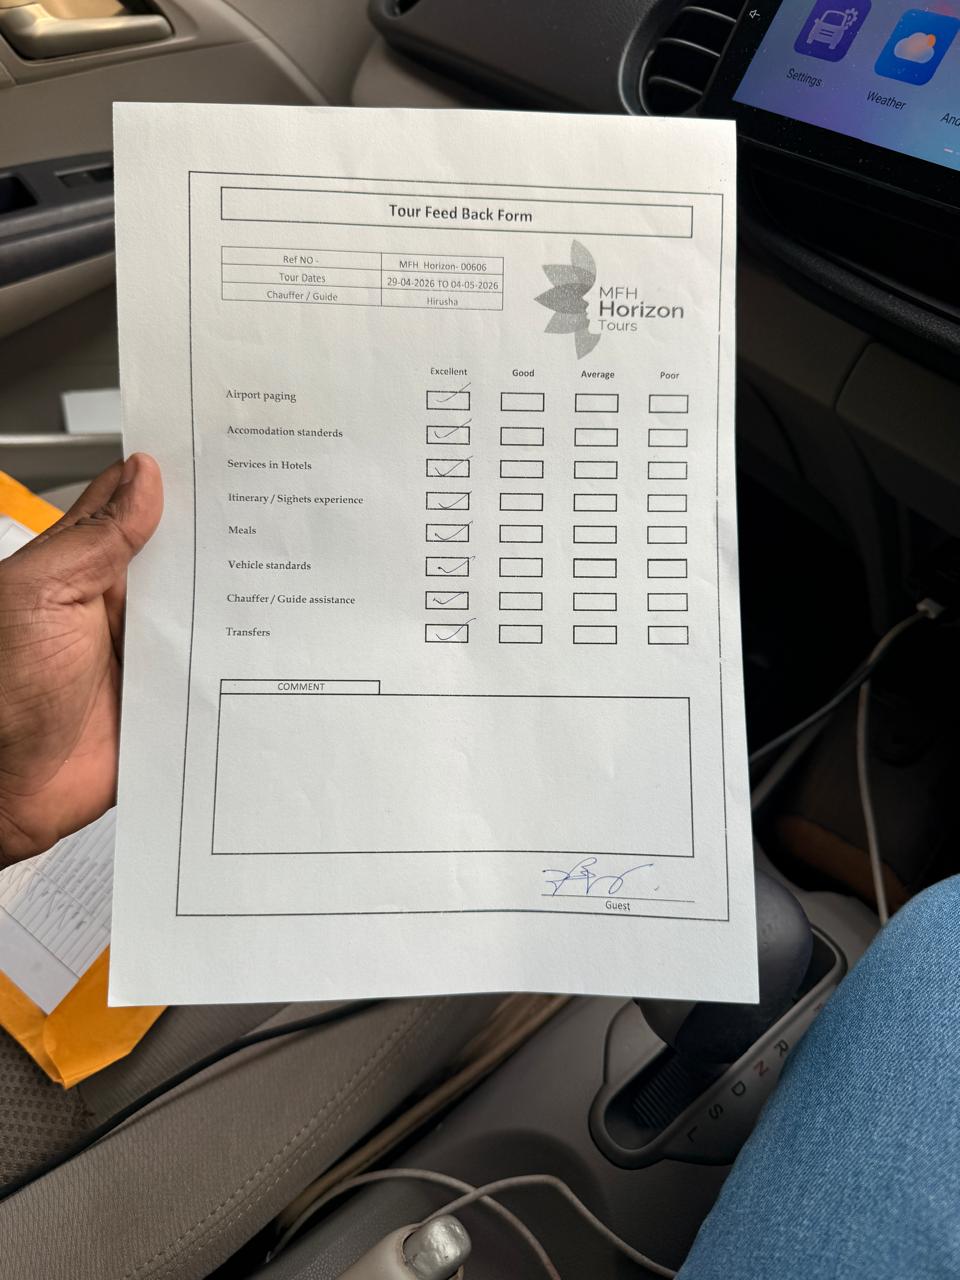 Settings
Weather
Tour Feed Back Form
Ref NO - MFH Horizon- 00606
Tour Dates 29-04-2026 TO 04-05-2026
Chauffer / Guide Hirusha
MFH
Horizon
Tours
Excellent Good Average Poor
Airport paging
Accomodation standerds
Services in Hotels
Itinerary / Sighets experience
Meals
Vehicle standards
Chauffer / Guide assistance
Transfers
COMMENT
Guest
R
N
D
S
L